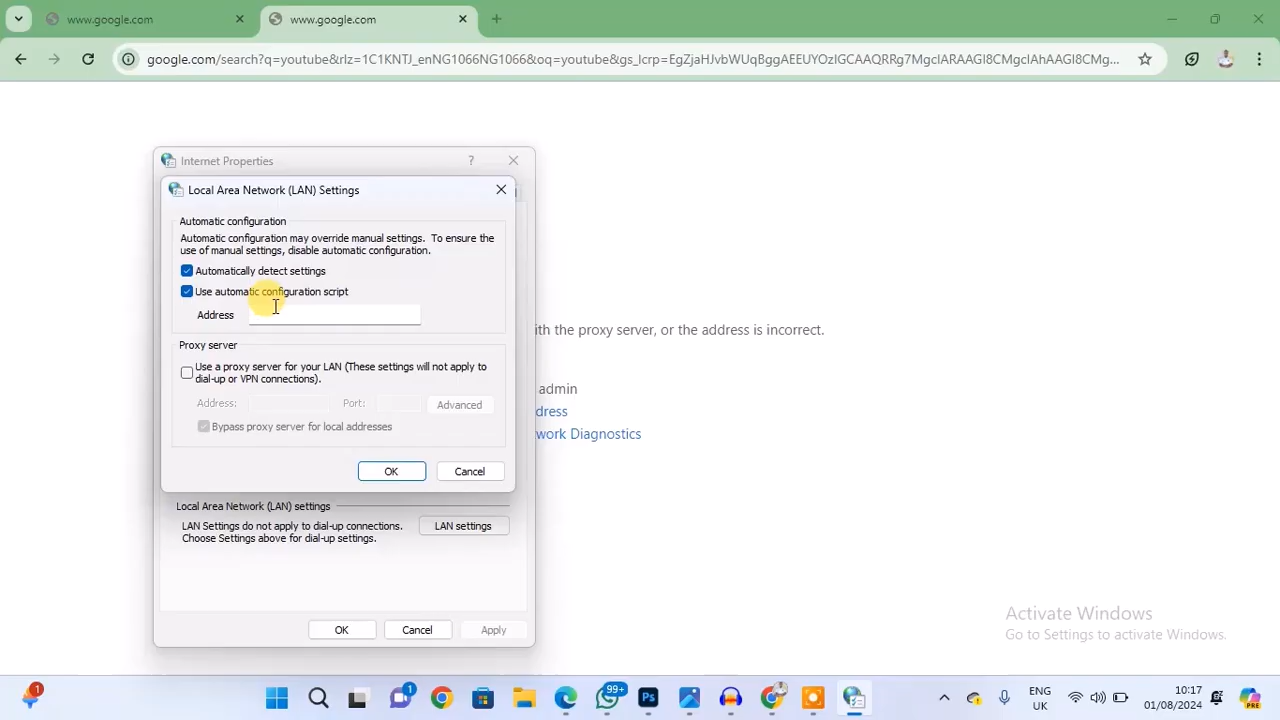 www.google.com
www.google.com
google.com/search?q=youtube&rlz=1C1KNTJ_enNG1066NG1066&oq=youtube&gs_lcrp=EgZjaHJvbWUqBggAEEUYOzIGCAAQRRg7MgcIARAAGI8CMgcIAhAAGI8CMg...
Internet Properties
Local Area Network (LAN) Settings
Automatic configuration
Automatic configuration may override manual settings. To ensure the
use of manual settings, disable automatic configuration.
Automatically detect settings
Use automatic configuration script
Address
ith the proxy server, or the address is incorrect.
Proxy server
Use a proxy server for your LAN (These settings will not apply to
dial-up or VPN connections).
admin
Address: Port: Advanced
dress
Bypass proxy server for local addresses
work Diagnostics
OK Cancel
Local Area Network (LAN) settings
LAN Settings do not apply to dial-up connections.
Choose Settings above for dial-up settings.
LAN settings
OK Cancel Apply
Activate Windows
Go to Settings to activate Windows.
1
1
99+
Ps
ENG
UK
10:17
01/08/2024
PRE